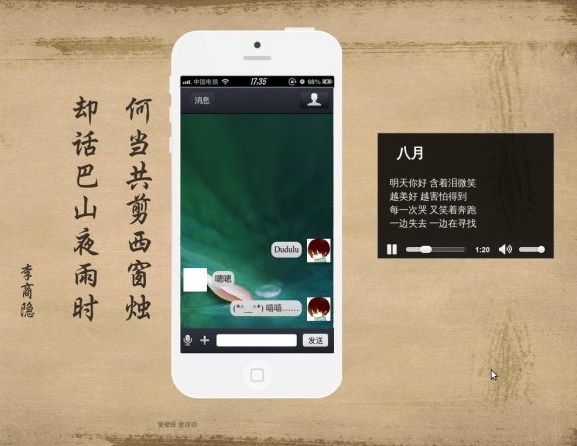 何当共剪西窗烛
却话巴山夜雨时
李商隐
中国电信
17:35
68%
消息
Dudulu
嗯嗯
(*^__^*) 嘻嘻……
发送
八月
明天你好 含着泪微笑
越美好 越害怕得到
每一次哭 又笑着奔跑
一边失去 一边在寻找
1:20